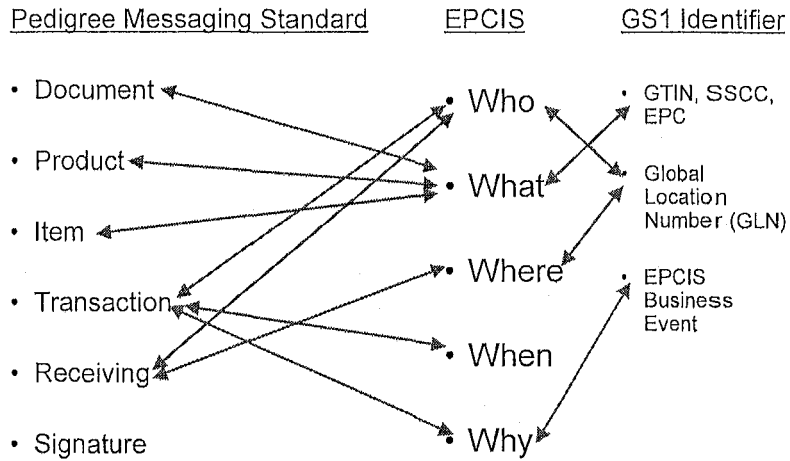 Pedigree Messaging Standard
• Document
• Product
• Item
• Transaction
• Receiving
• Signature
EPCIS
• Who
• What
• Where
• When
• Why
GS1 Identifier
• GTIN, SSCC,
EPC
• Global
Location
Number (GLN)
• EPCIS
Business
Event